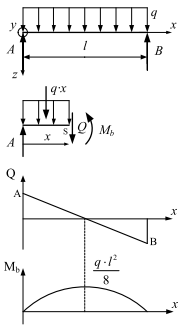 y q x
A l B
z
q·x
Q M_b
A x s
Q
A
x
B
M_b q·l²/8
x